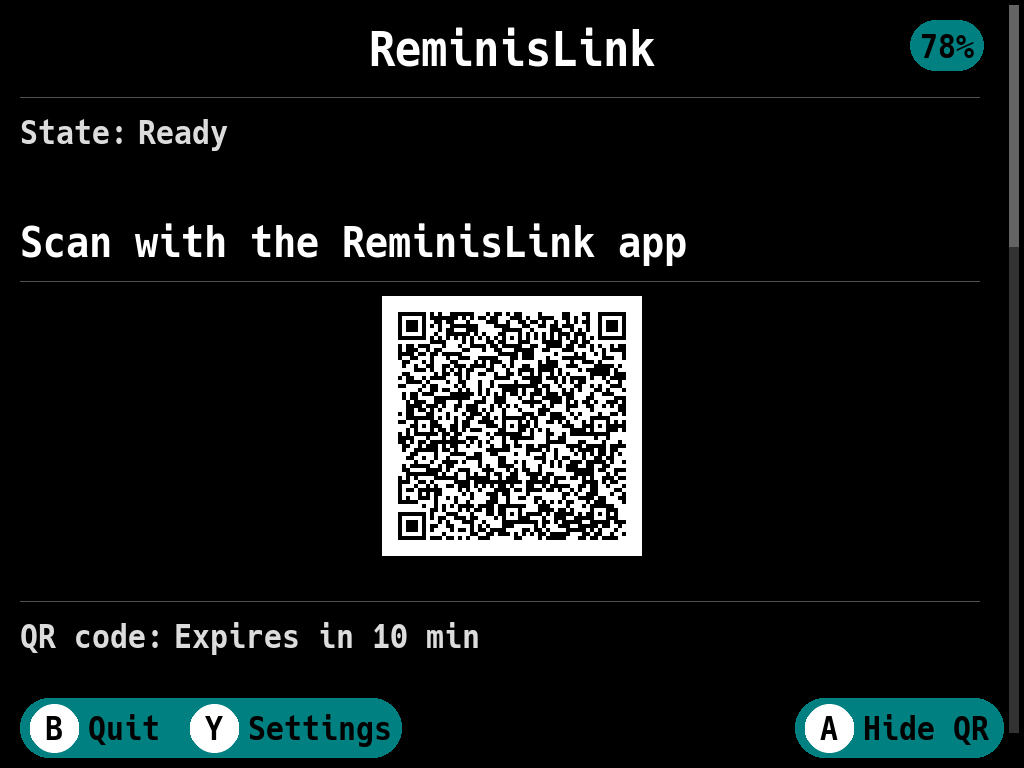 ReminisLink
78%
State: Ready
Scan with the ReminisLink app
QR code: Expires in 10 min
B Quit Y Settings A Hide QR